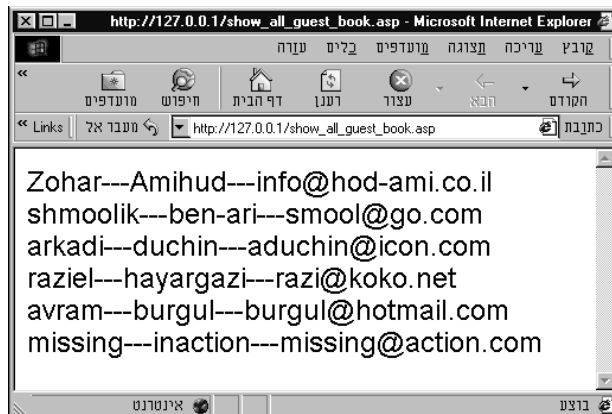 http://127.0.0.1/show_all_guest_book.asp - Microsoft Internet Explorer
קובץ עריכה תצוגה מועדפים כלים עזרה
הקודם הבא עצור רענן דף הבית חיפוש מועדפים
כתובת http://127.0.0.1/show_all_guest_book.asp מעבר אל Links
Zohar---Amihud---info@hod-ami.co.il
shmoolik---ben-ari---smool@go.com
arkadi---duchin---aduchin@icon.com
raziel---hayargazi---razi@koko.net
avram---burgul---burgul@hotmail.com
missing---inaction---missing@action.com
בוצע אינטרנט